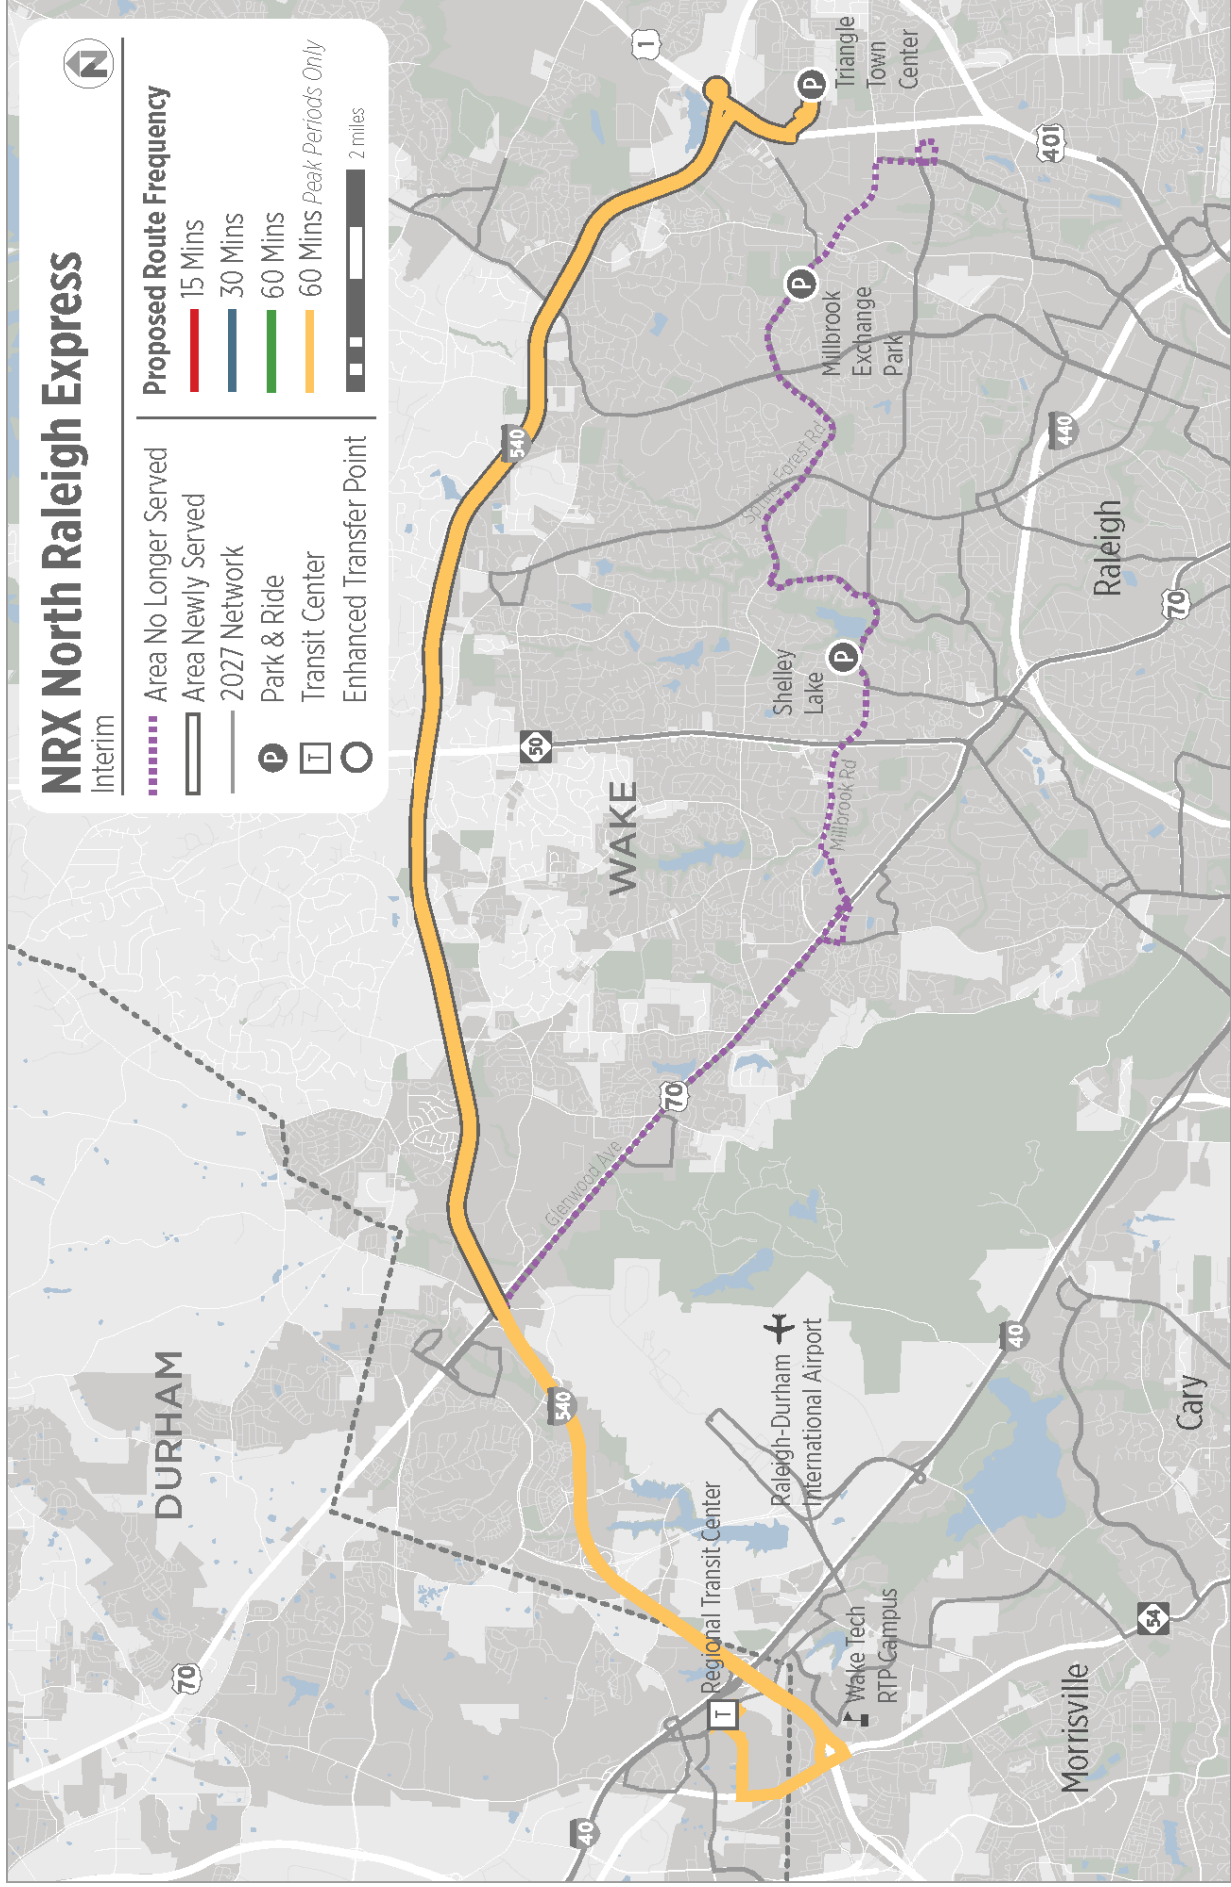 NRX North Raleigh Express
Interim
N
Area No Longer Served
Area Newly Served
2027 Network
P
Park & Ride
T
Transit Center
Enhanced Transfer Point
Proposed Route Frequency
15 Mins
30 Mins
60 Mins
60 Mins Peak Periods Only
2 miles
DURHAM
WAKE
70
40
540
540
50
1
401
70
440
70
40
54
T
Regional Transit Center
Raleigh-Durham
International Airport
Wake Tech
RTP Campus
Morrisville
Cary
Raleigh
Glenwood Ave
Millbrook Rd
Spring Forest Rd
P
Shelley
Lake
P
Millbrook
Exchange
Park
P
Triangle
Town
Center